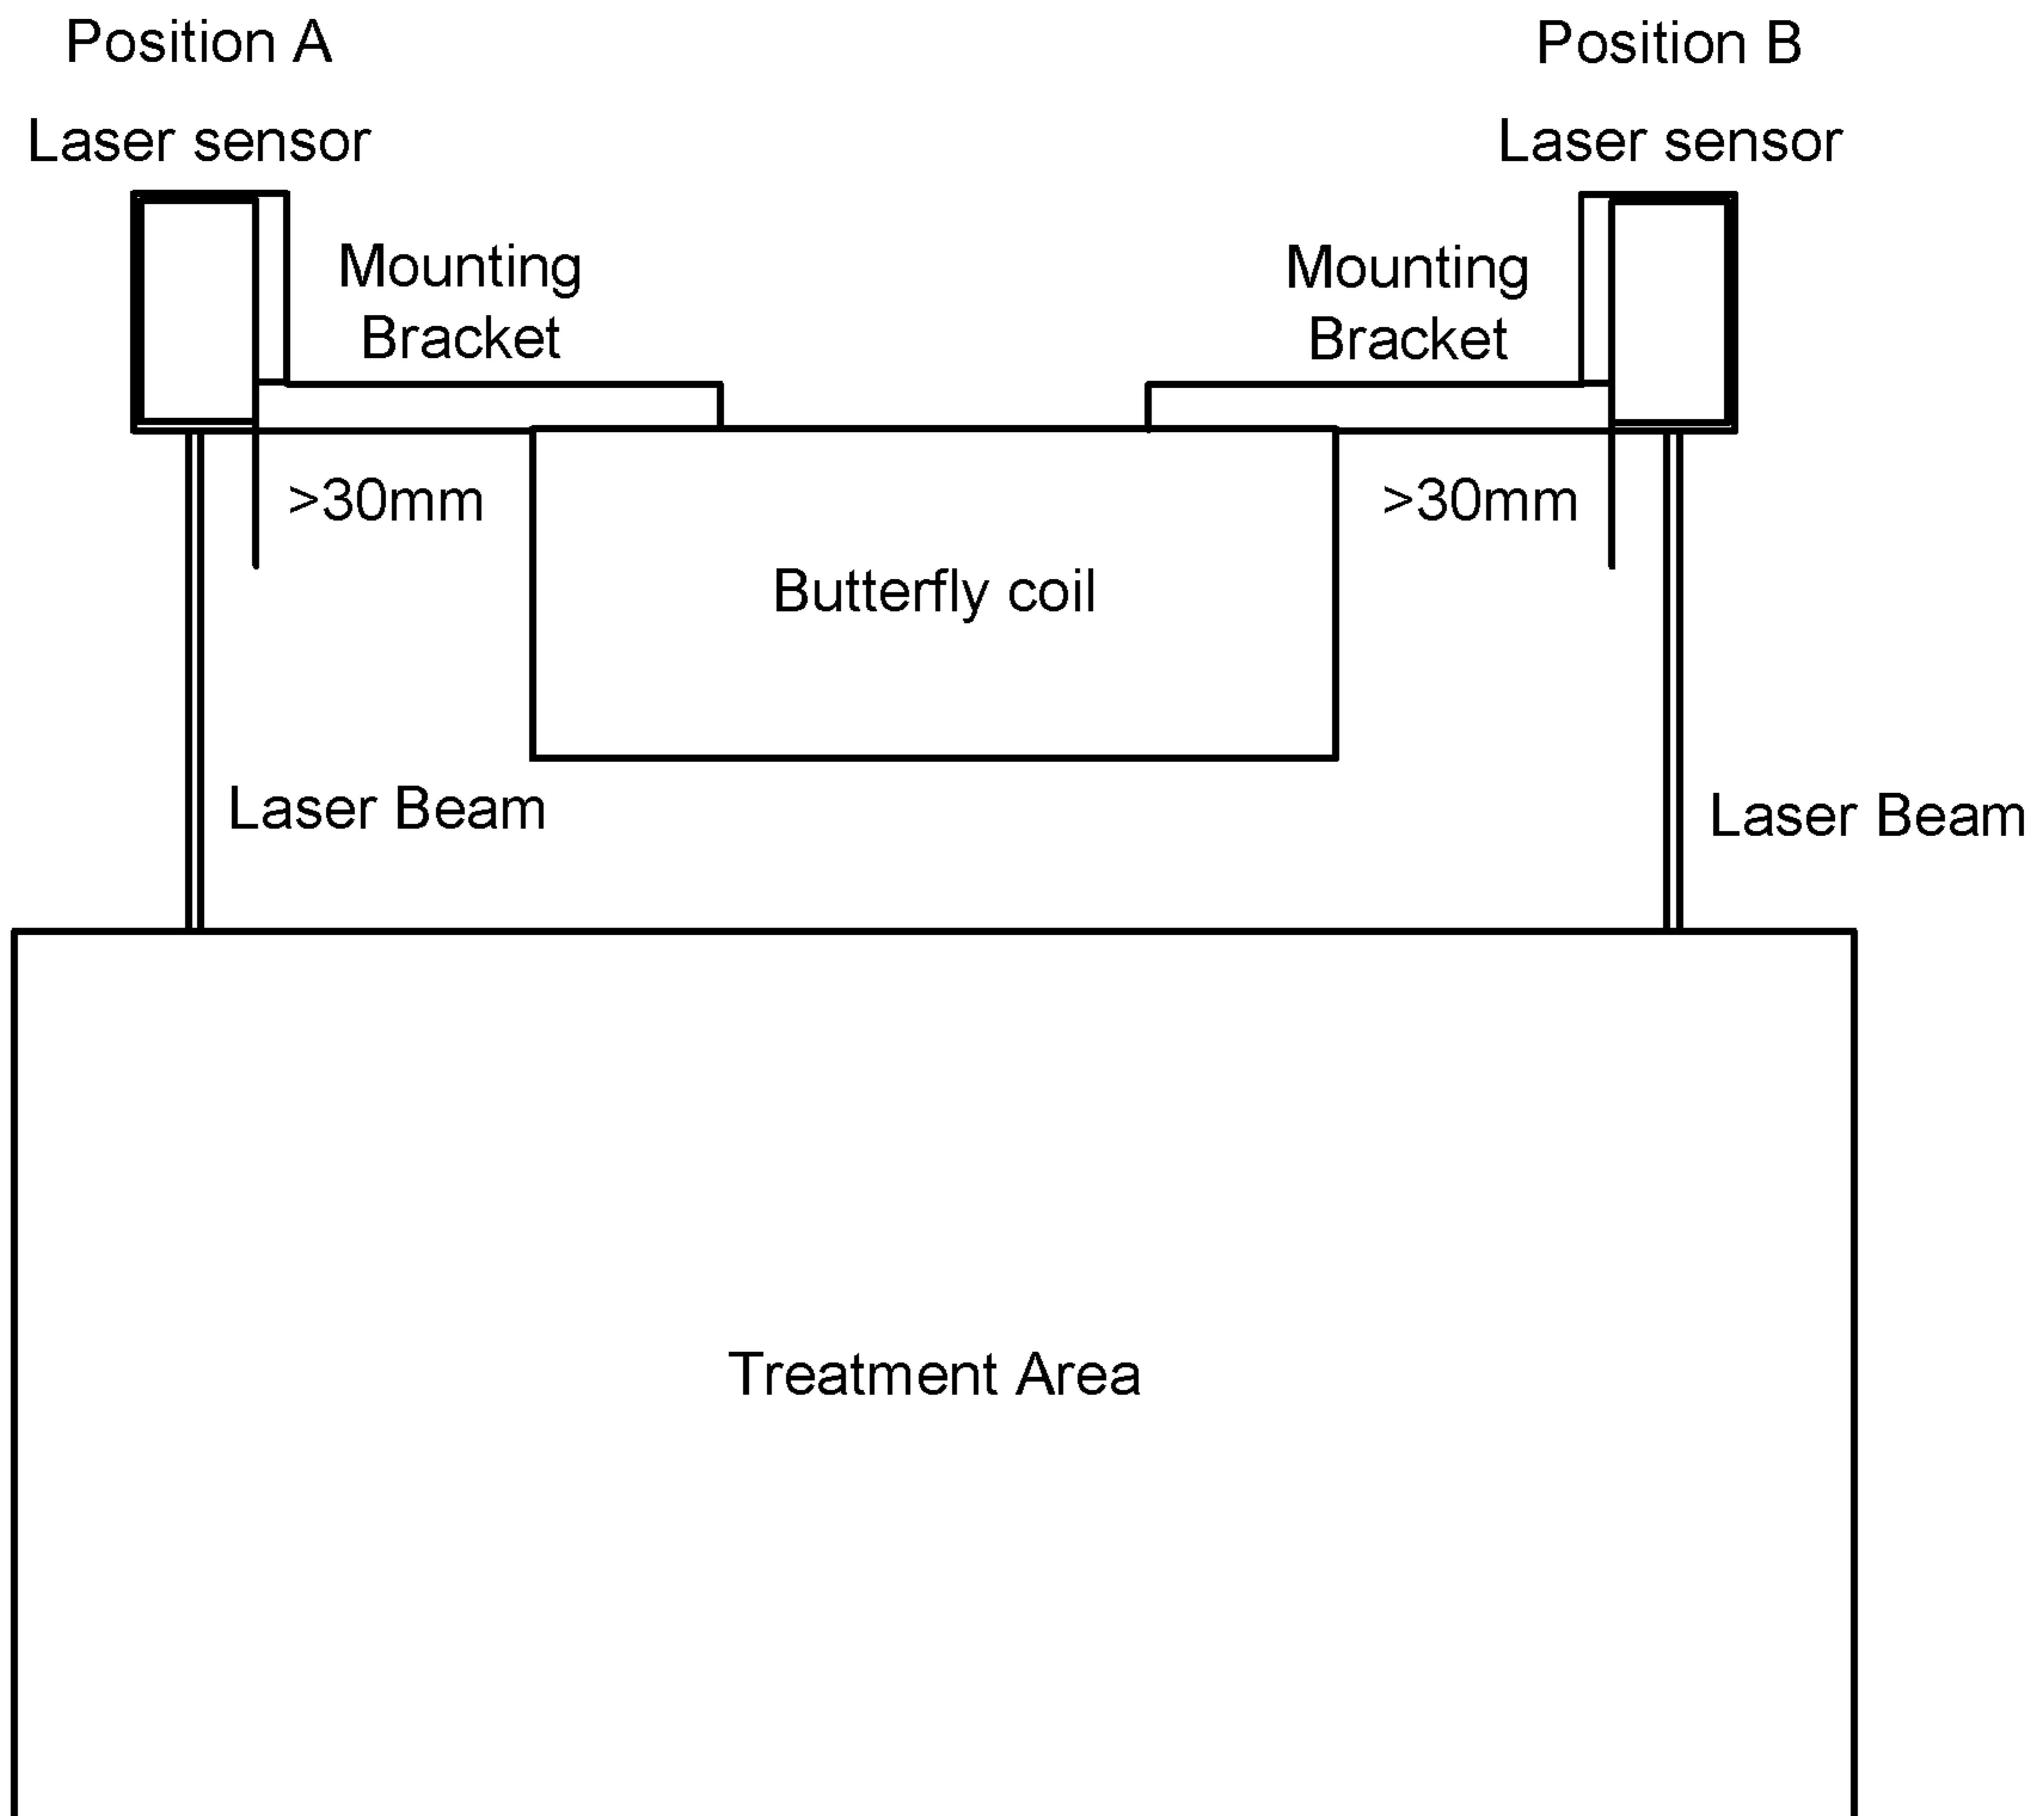 Position A
Position B
Laser sensor
Laser sensor
Mounting
Bracket
Mounting
Bracket
>30mm
>30mm
Butterfly coil
Laser Beam
Laser Beam
Treatment Area